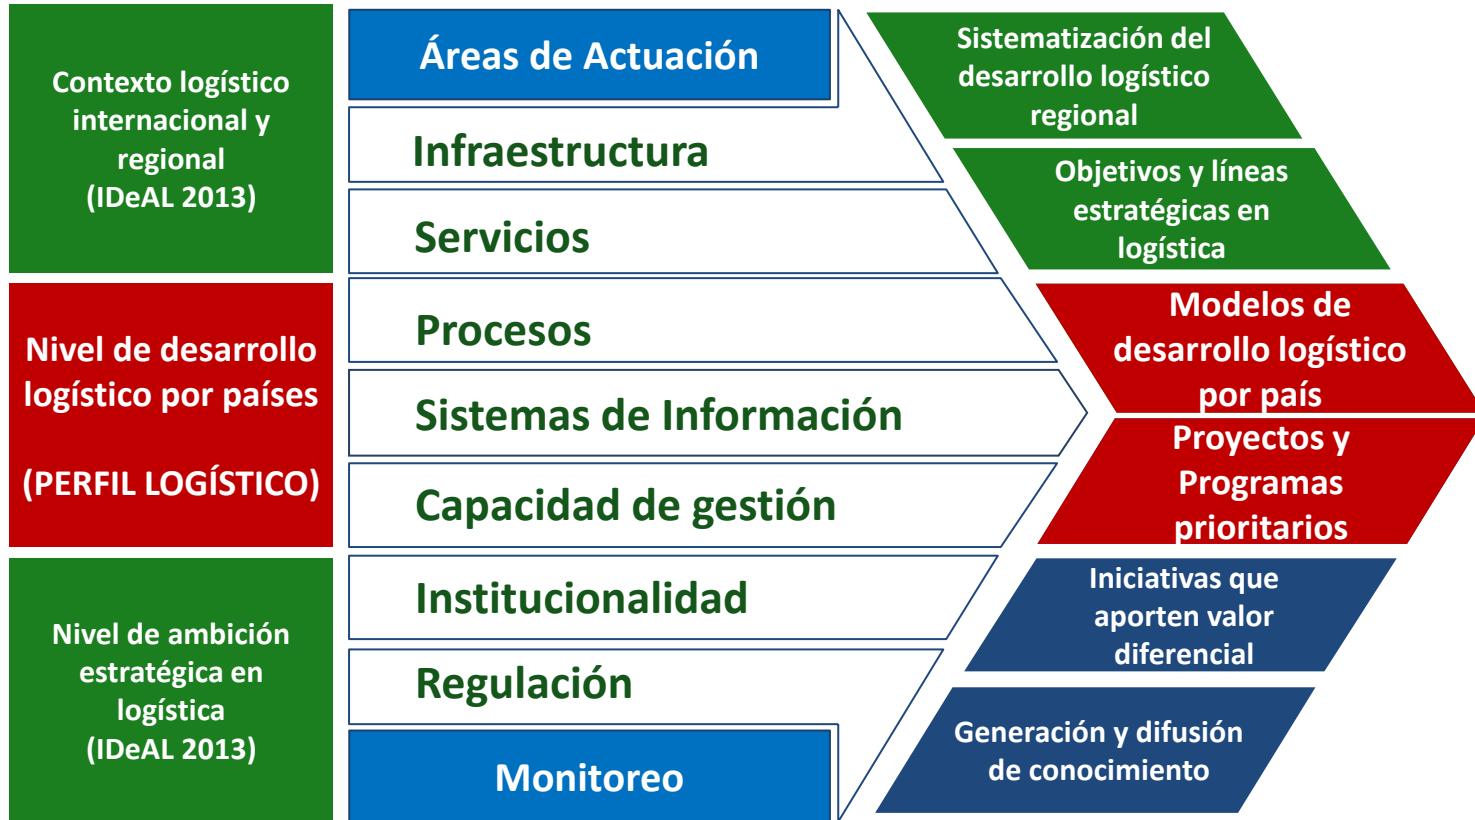 Contexto logístico
internacional y
regional
(IDeAL 2013)
Nivel de desarrollo
logístico por países
(PERFIL LOGÍSTICO)
Nivel de ambición
estratégica en
logística
(IDeAL 2013)
Áreas de Actuación
Infraestructura
Servicios
Procesos
Sistemas de Información
Capacidad de gestión
Institucionalidad
Regulación
Monitoreo
Sistematización del
desarrollo logístico
regional
Objetivos y líneas
estratégicas en
logística
Modelos de
desarrollo logístico
por país
Proyectos y
Programas
prioritarios
Iniciativas que
aporten valor
diferencial
Generación y difusión
de conocimiento